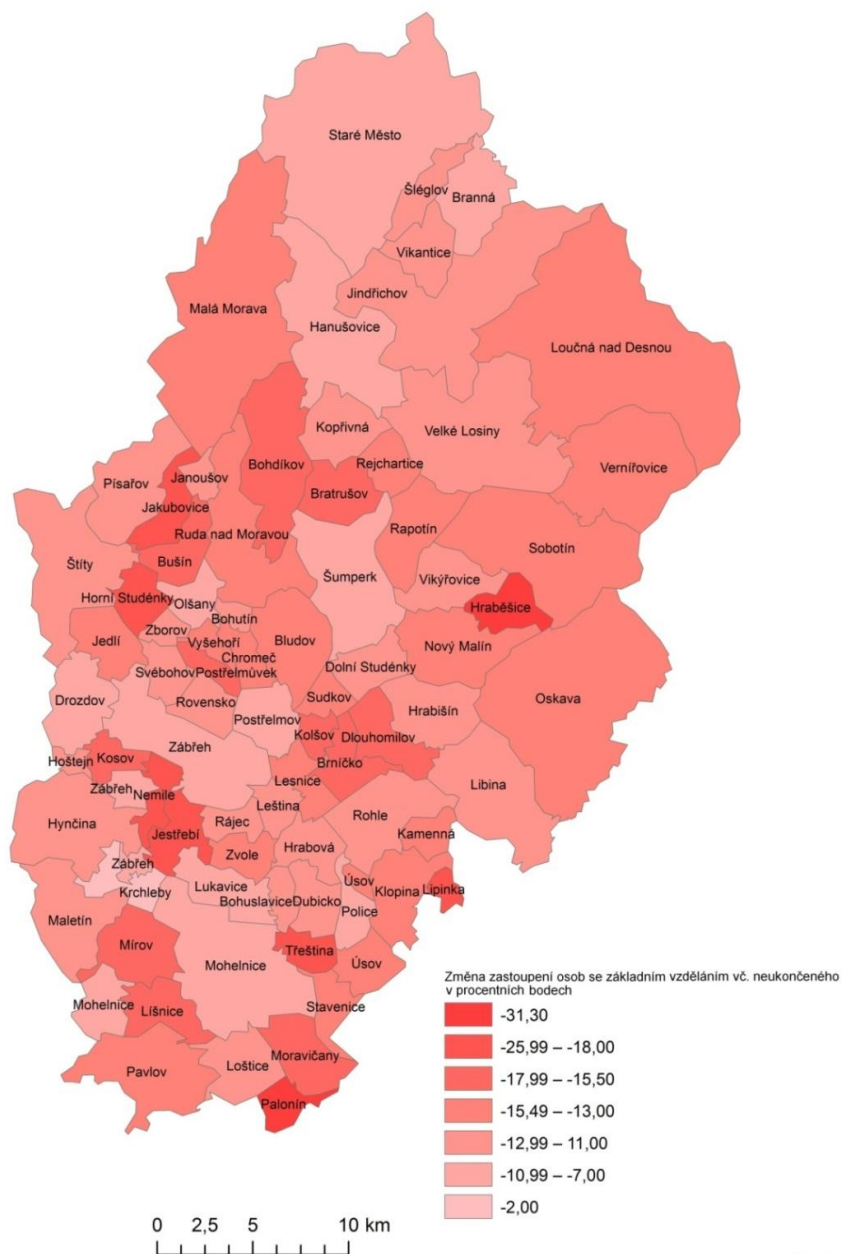 Staré Město
Šléglov
Branná
Vikantice
Jindřichov
Malá Morava
Hanušovice
Loučná nad Desnou
Kopřivná
Velké Losiny
Bohdíkov
Rejchartice
Vernířovice
Písařov
Janoušov
Bratrušov
Jakubovice
Ruda nad Moravou
Rapotín
Sobotín
Bušín
Štíty
Šumperk
Vikýřovice
Horní Studénky
Olšany
Hraběšice
Bohutín
Zborov
Jedlí
Vyšehoří
Bludov
Nový Malín
Chromeč
Dolní Studénky
Svébohov
Postřelmůvek
Drozdov
Rovensko
Sudkov
Oskava
Hrabišín
Postřelmov
Kolšov
Dlouhomilov
Zábřeh
Hoštejn
Kosov
Brníčko
Lesnice
Libina
Zábřeh
Nemile
Leština
Hynčina
Rájec
Rohle
Jestřebí
Kamenná
Zvole
Hrabová
Zábřeh
Úsov
Krchleby
Lukavice
Klopina
Lipinka
Bohuslavice
Dubicko
Police
Maletín
Mírov
Třeština
Mohelnice
Úsov
Mohelnice
Stavenice
Líšnice
Moravičany
Pavlov
Loštice
Palonín
Změna zastoupení osob se základním vzděláním vč. neukončeného
v procentních bodech
-31,30
-25,99 – -18,00
-17,99 – -15,50
-15,49 – -13,00
-12,99 – 11,00
-10,99 – -7,00
-2,00
0 2,5 5 10 km